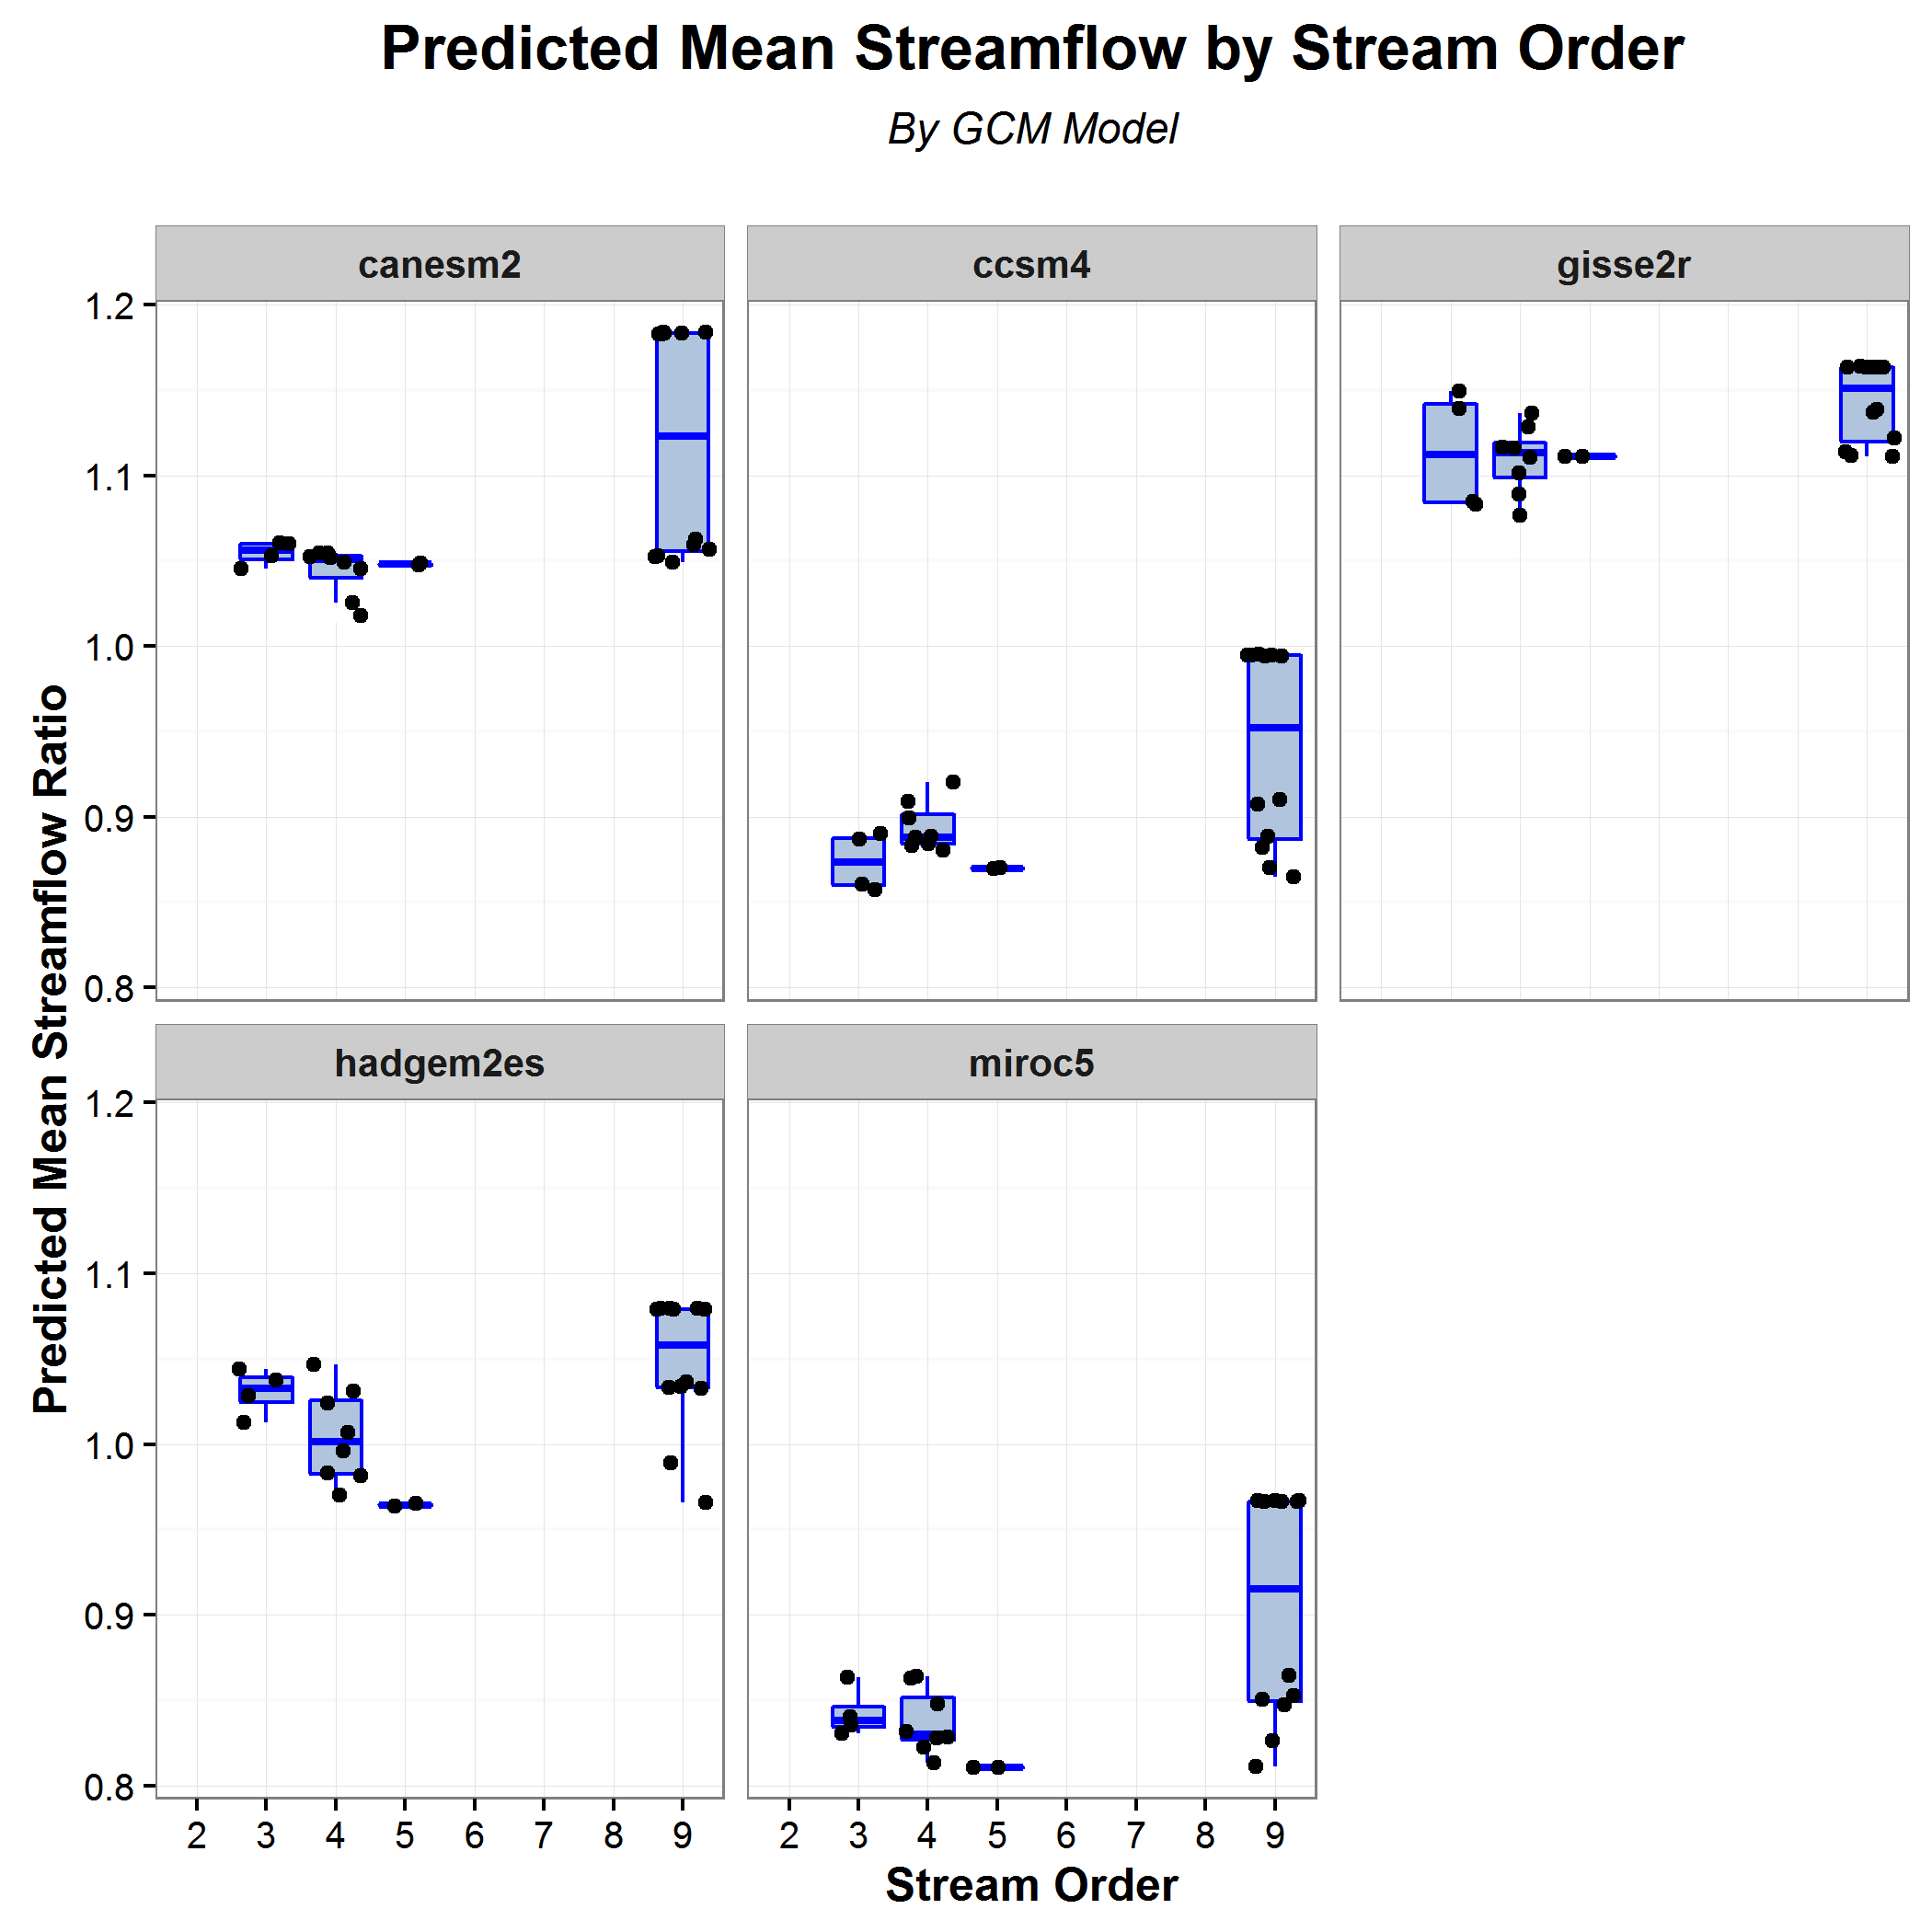 Predicted Mean Streamflow by Stream Order
By GCM Model
canesm2
ccsm4
gisse2r
1.2
1.1
1.0
0.9
0.8
hadgem2es
miroc5
1.2
1.1
1.0
0.9
0.8
Predicted Mean Streamflow Ratio
2 3 4 5 6 7 8 9
2 3 4 5 6 7 8 9
Stream Order